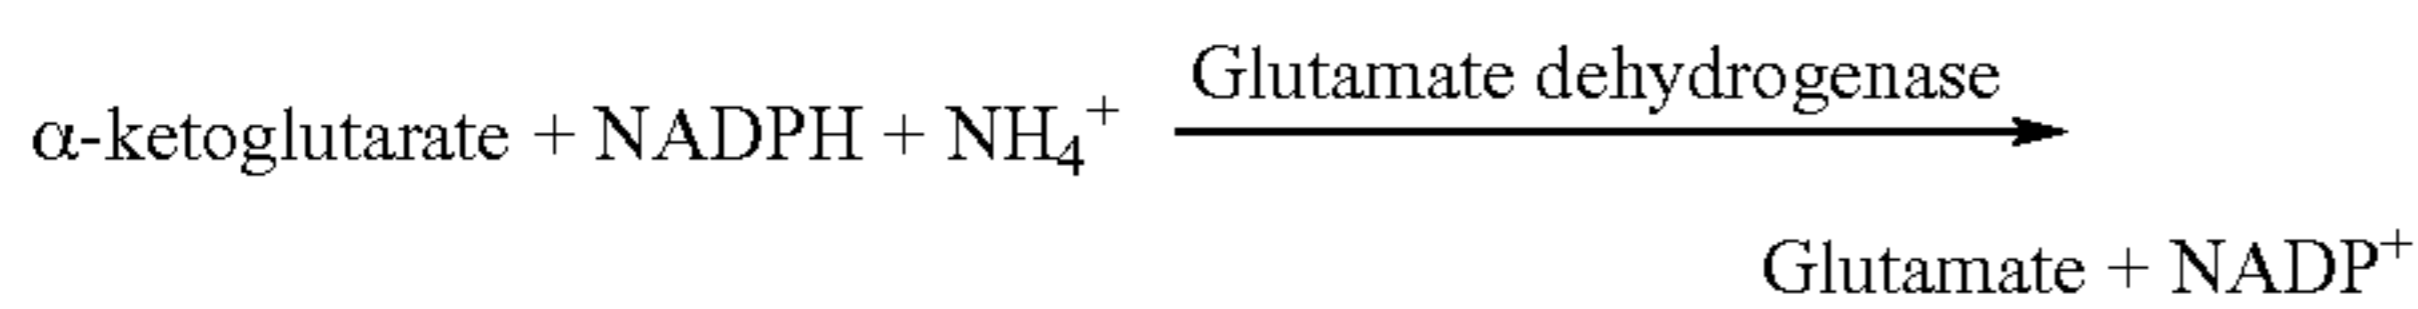 Glutamate dehydrogenase
α-ketoglutarate + NADPH + NH₄⁺
Glutamate + NADP⁺